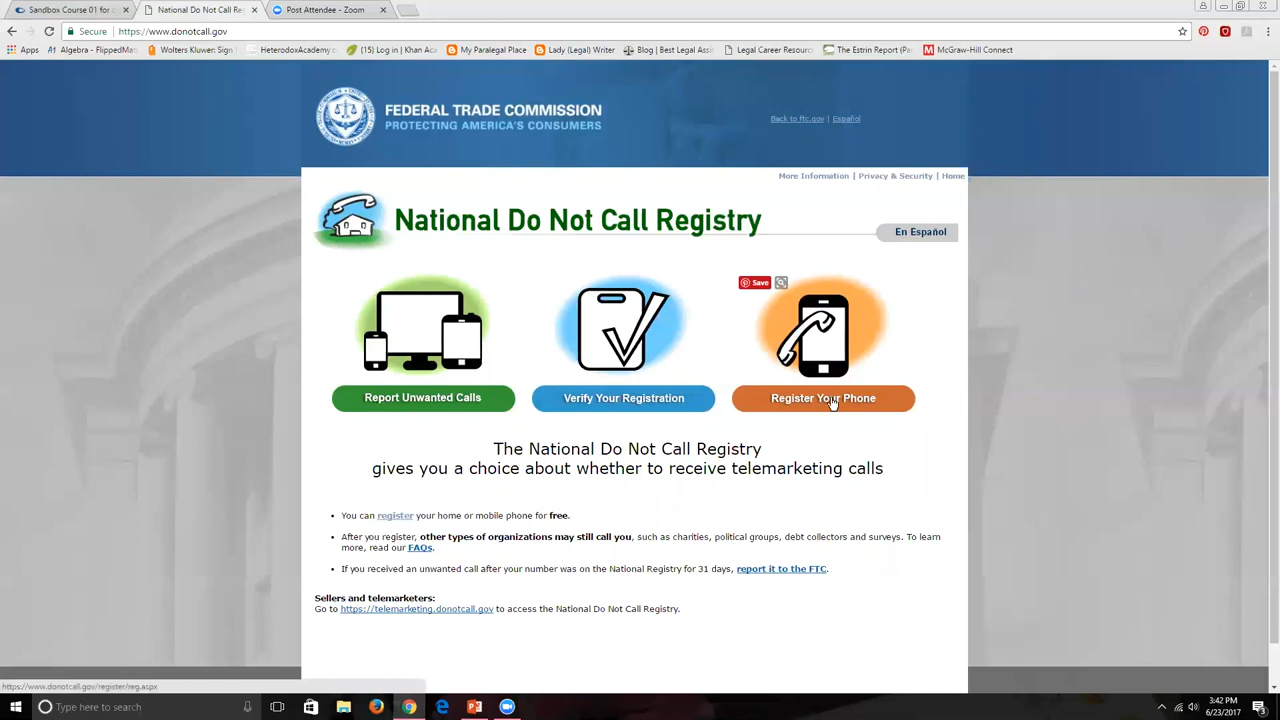 Sandbox Course 01 for c
National Do Not Call Re
Post Attendee - Zoom
Secure
https://www.donotcall.gov
Apps
Algebra - FlippedMat
Wolters Kluwer: Sign i
HeterodoxAcademy.c
(15) Log in | Khan Aca
My Paralegal Place
Lady (Legal) Writer
Blog | Best Legal Assi
Legal Career Resourc
The Estrin Report (Pa
McGraw-Hill Connect
FEDERAL TRADE COMMISSION
PROTECTING AMERICA'S CONSUMERS
Back to ftc.gov | Español
More Information | Privacy & Security | Home
National Do Not Call Registry
En Español
Save
Report Unwanted Calls
Verify Your Registration
Register Your Phone
The National Do Not Call Registry
gives you a choice about whether to receive telemarketing calls
• You can register your home or mobile phone for free.
• After you register, other types of organizations may still call you, such as charities, political groups, debt collectors and surveys. To learn
more, read our FAQs.
• If you received an unwanted call after your number was on the National Registry for 31 days, report it to the FTC.
Sellers and telemarketers:
Go to https://telemarketing.donotcall.gov to access the National Do Not Call Registry.
https://www.donotcall.gov/register/reg.aspx
Type here to search
3:42 PM
6/23/2017